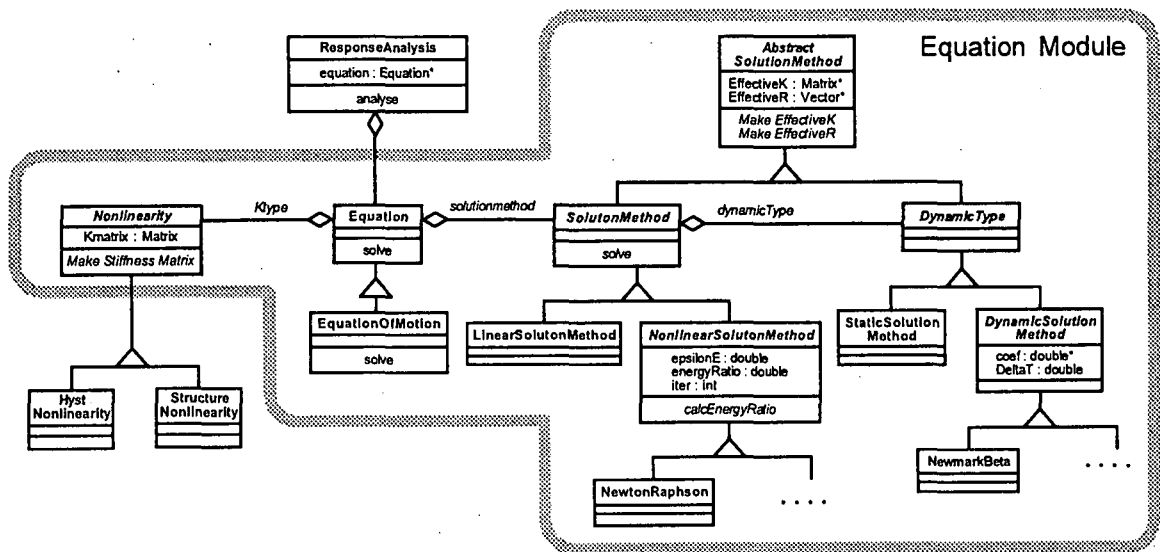 Equation Module
ResponseAnalysis
equation : Equation*
analyse
Abstract
SolutionMethod
EffectiveK : Matrix*
EffectiveR : Vector*
Make EffectiveK
Make EffectiveR
Nonlinearity
Kmatrix : Matrix
Make Stiffness Matrix
Ktype
Equation
solve
solutionmethod
SolutonMethod
solve
dynamicType
DynamicType
EquationOfMotion
solve
LinearSolutonMethod
NonlinearSolutonMethod
epsilonE : double
energyRatio : double
iter : int
calcEnergyRatio
StaticSolution
Method
DynamicSolution
Method
coef : double*
DeltaT : double
Hyst
Nonlinearity
Structure
Nonlinearity
NewtonRaphson
. . . .
NewmarkBeta
. . . .